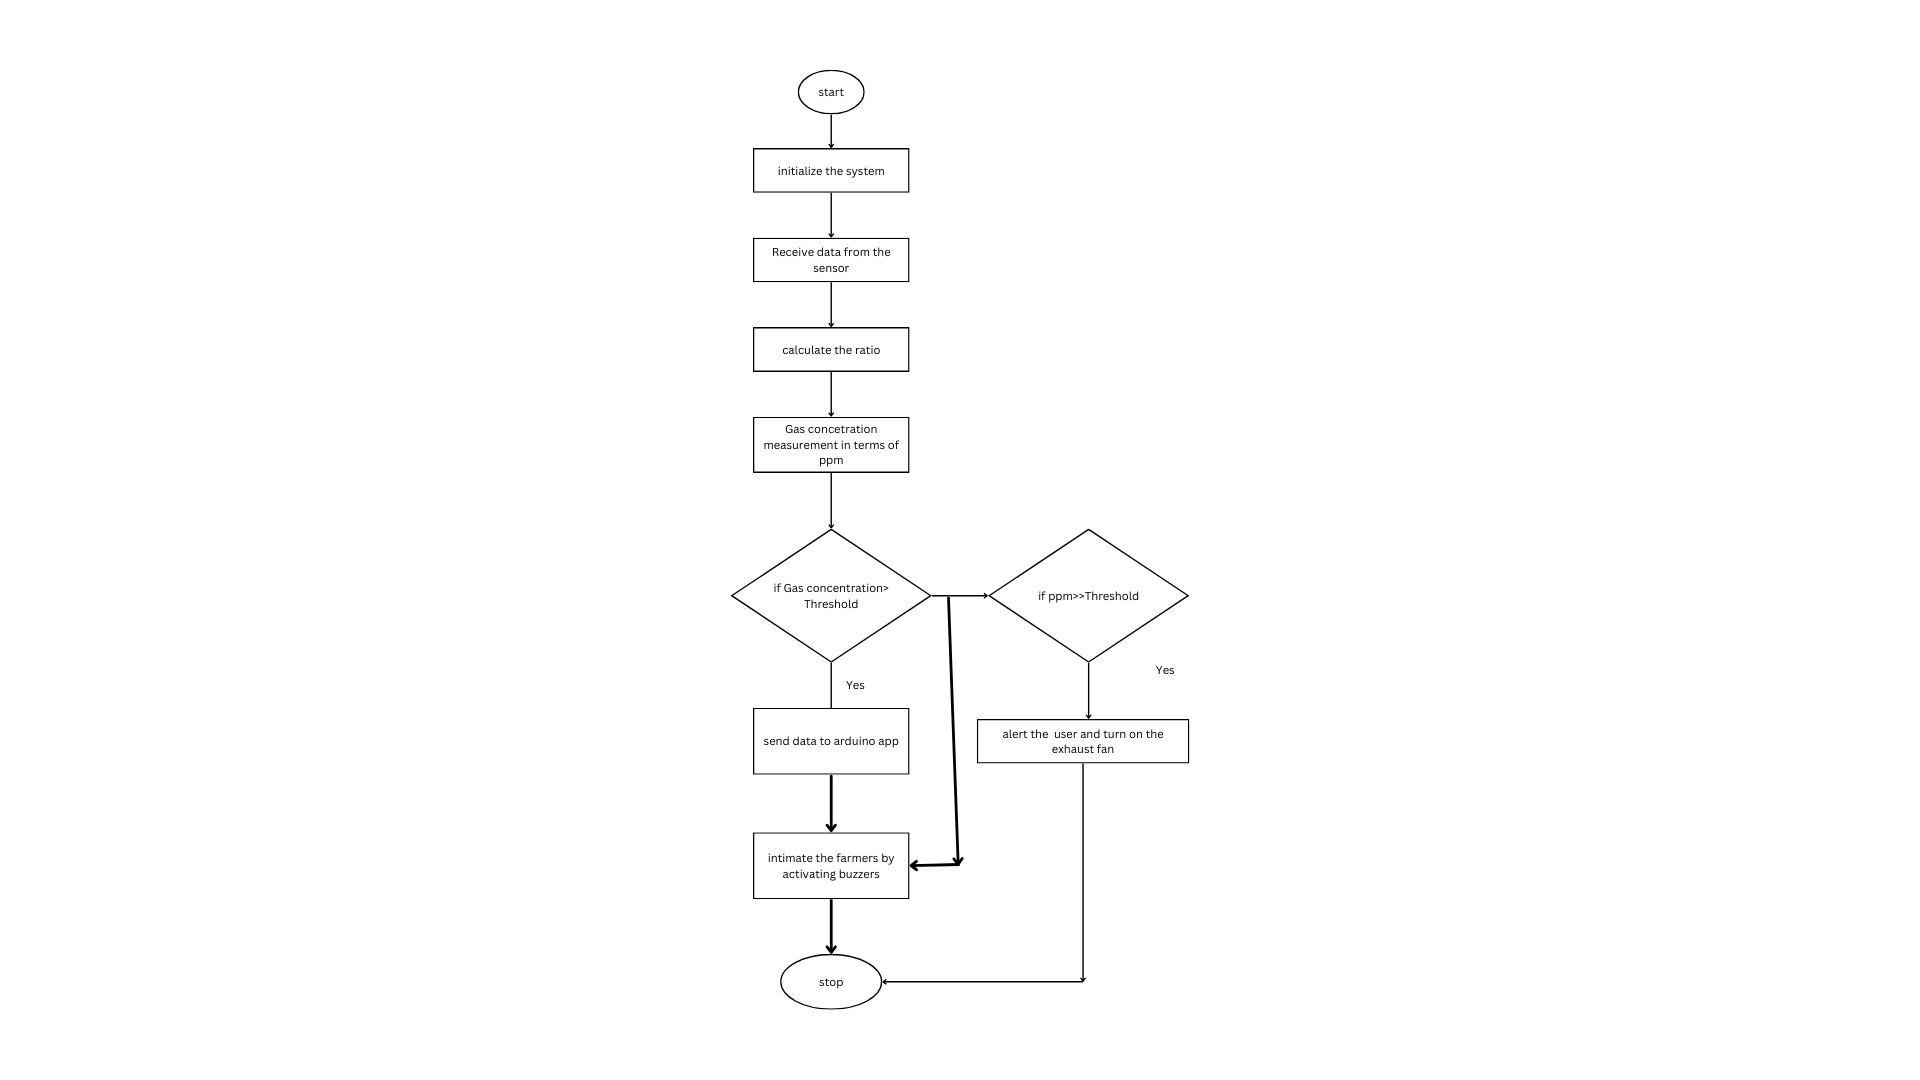 start
initialize the system
Receive data from the
sensor
calculate the ratio
Gas concetration
measurement in terms of
ppm
if Gas concentration>
Threshold
if ppm>>Threshold
Yes
Yes
send data to arduino app
alert the  user and turn on the
exhaust fan
intimate the farmers by
activating buzzers
stop